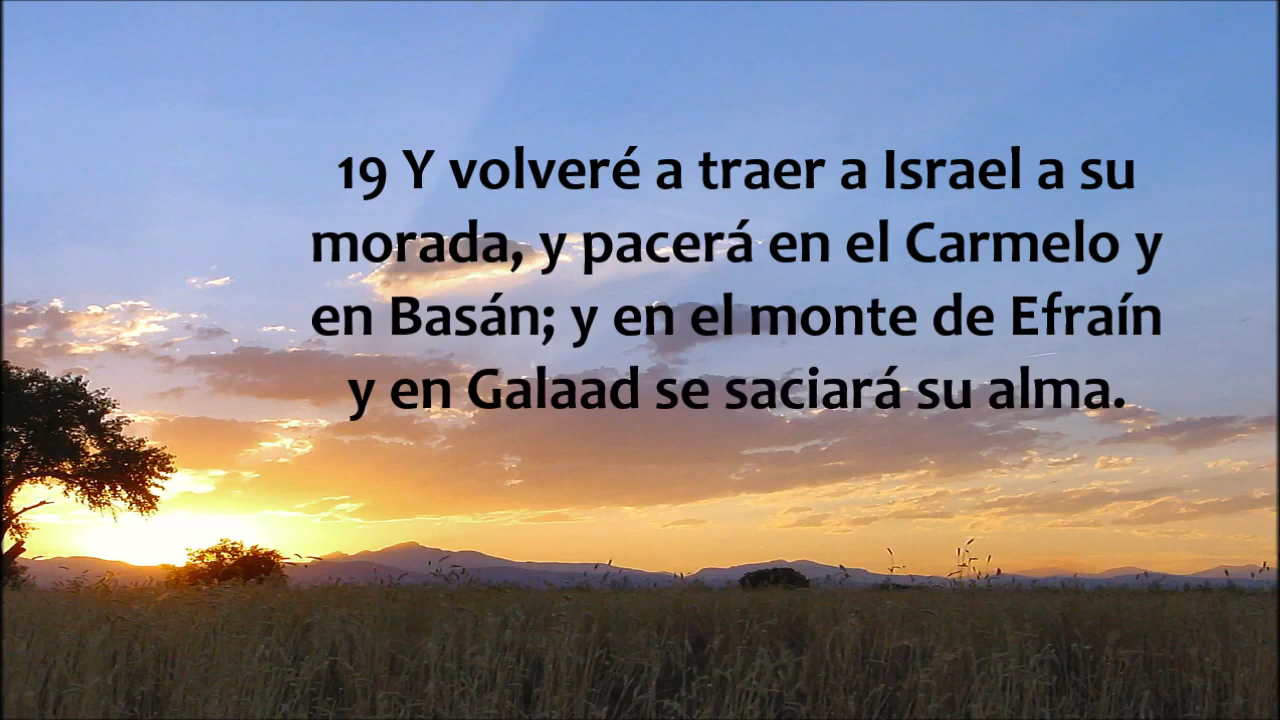 19 Y volveré a traer a Israel a su
morada, y pacerá en el Carmelo y
en Basán; y en el monte de Efraín
y en Galaad se saciará su alma.